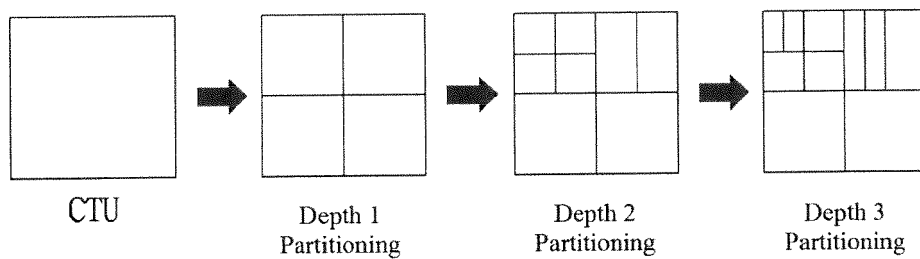 CTU
Depth 1
Partitioning
Depth 2
Partitioning
Depth 3
Partitioning